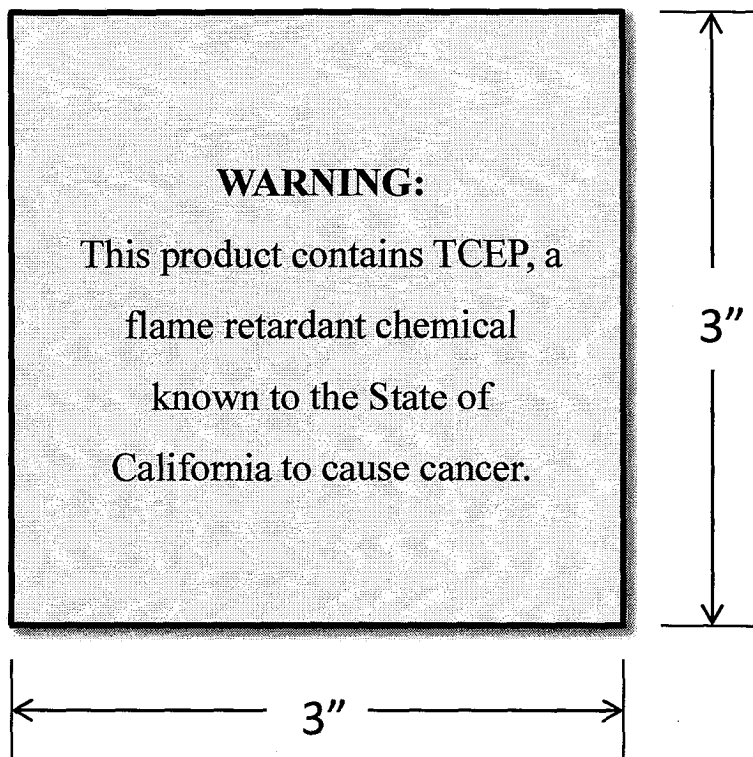 WARNING:
This product contains TCEP, a
flame retardant chemical
known to the State of
California to cause cancer.
3"
3"